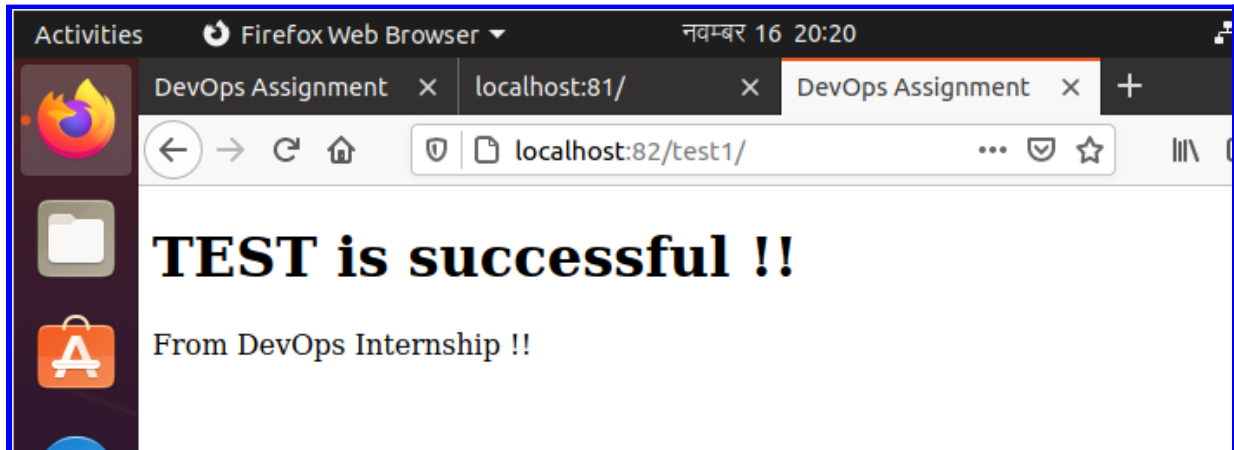 Activities Firefox Web Browser नवम्बर 16 20:20
DevOps Assignment localhost:81/ DevOps Assignment
localhost:82/test1/
TEST is successful !!
From DevOps Internship !!